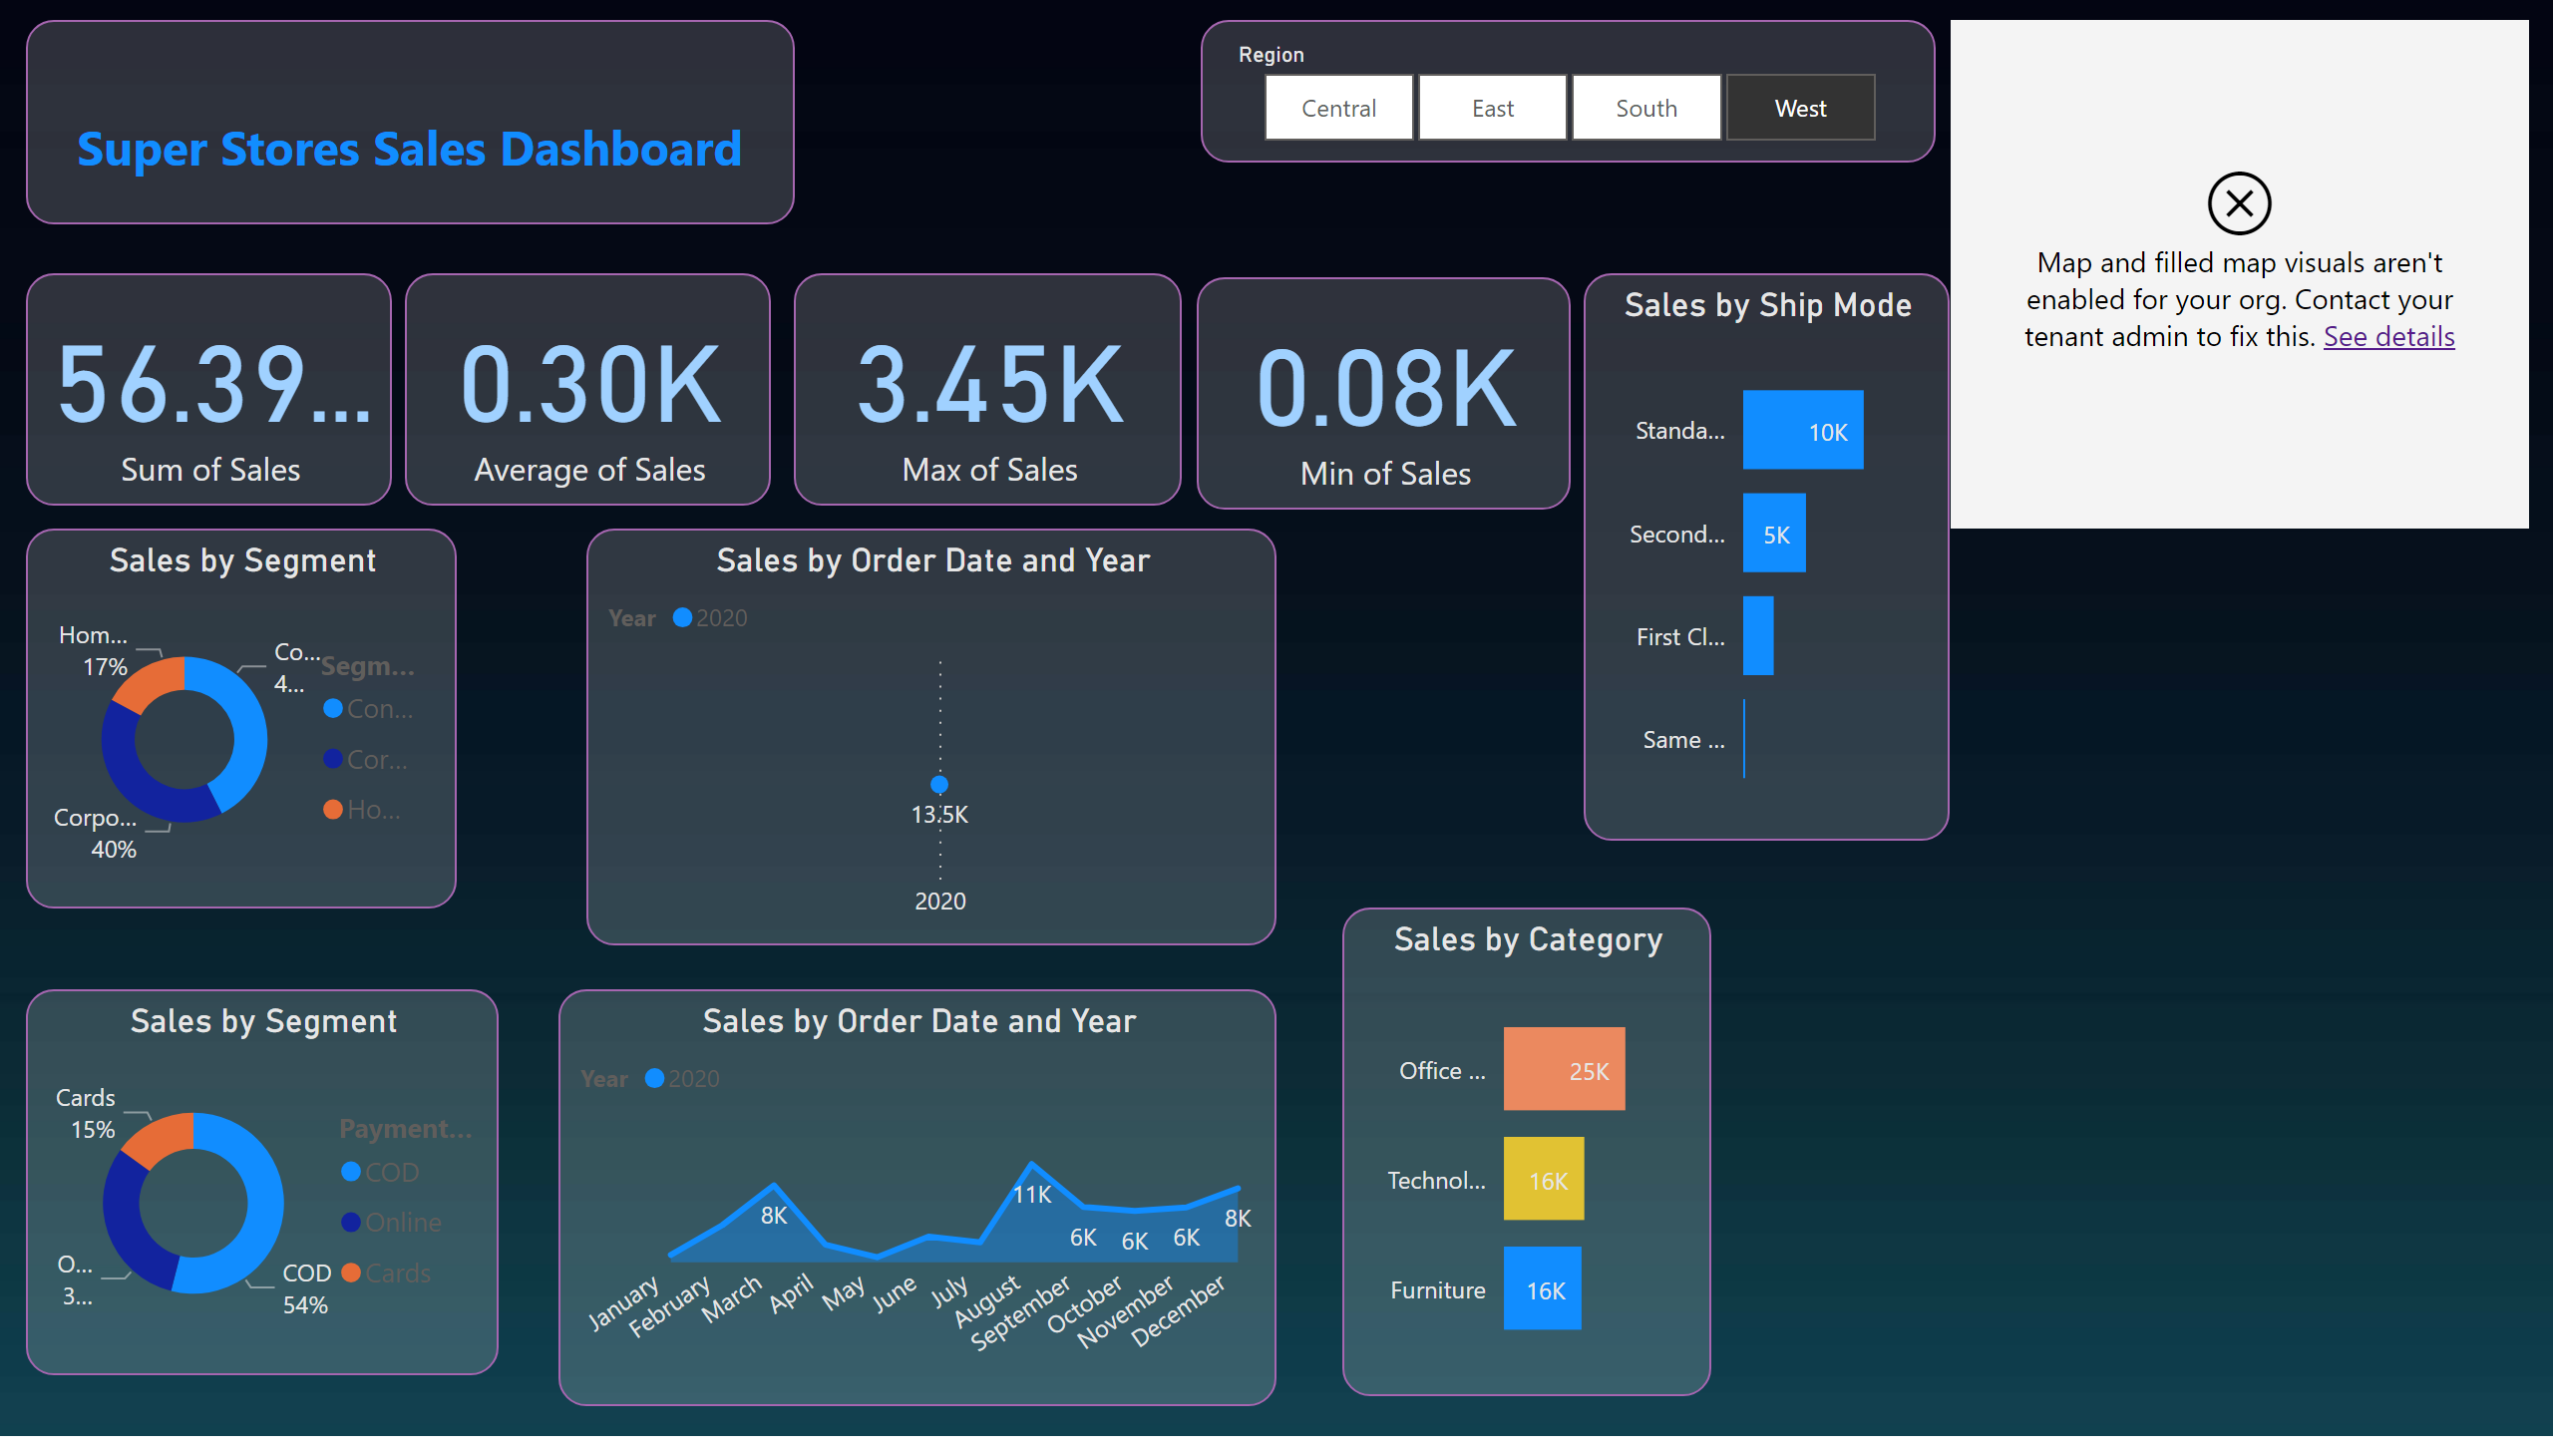 Super Stores Sales Dashboard
Region
Central
East
South
West
Map and filled map visuals aren't
enabled for your org. Contact your
tenant admin to fix this. See details
56.39...
Sum of Sales
0.30K
Average of Sales
3.45K
Max of Sales
0.08K
Min of Sales
Sales by Ship Mode
Standa...
10K
Second...
5K
First Cl...
Same ...
Sales by Segment
Hom...
17%
Co...
4...
Corpo...
40%
Segm...
Con...
Cor...
Ho...
Sales by Order Date and Year
Year 2020
13.5K
2020
Sales by Segment
Cards
15%
O...
3...
COD
54%
Payment...
COD
Online
Cards
Sales by Order Date and Year
Year 2020
8K
11K
6K
6K
6K
8K
January
February
March
April
May
June
July
August
September
October
November
December
Sales by Category
Office ...
25K
Technol...
16K
Furniture
16K